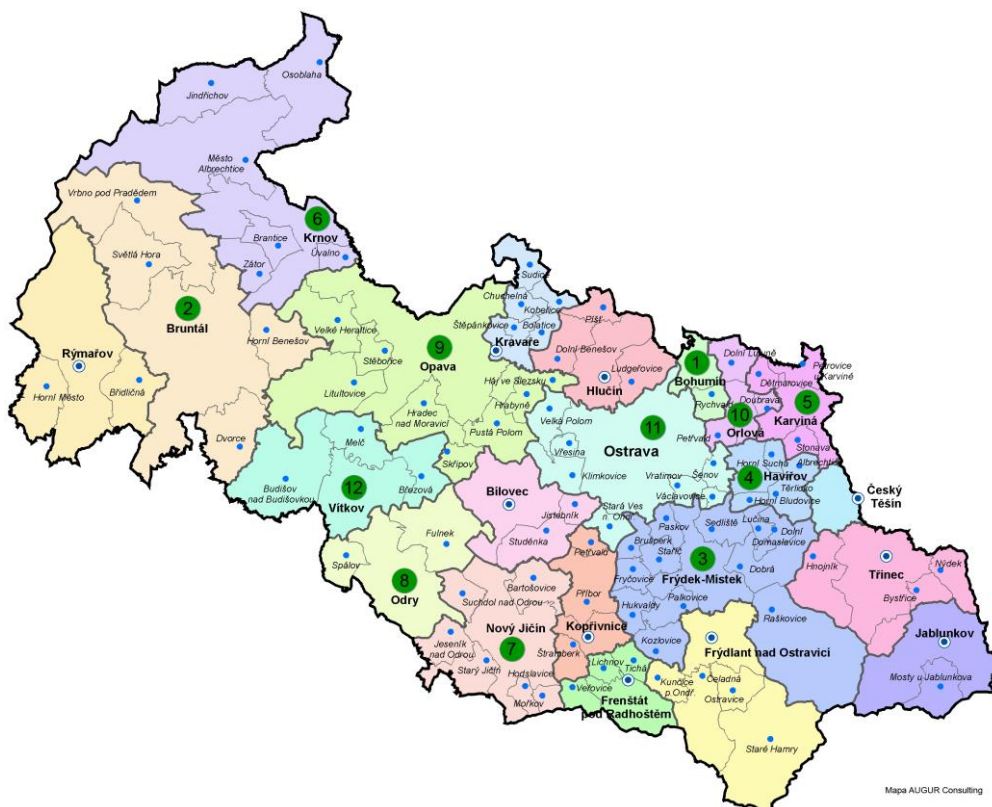 Osoblaha
Jindřichov
Město
Albrechtice
Vrbno pod Pradědem
6
Krnov
Brantice
Úvalno
Světlá Hora
Zátor
Sudice
2
Bruntál
Chuchelná
Kobeřice
Píšť
Velké Heraltice
Štěpánkovice
Bolatice
Horní Benešov
9
Opava
Kravaře
Rýmařov
Stěbořice
Dolní Benešov
1
Bohumín
Dolní Lutyně
Petrovice
u Karviné
Ludgeřovice
Dětmarovice
Horní Město
Břidličná
Litultovice
Háj ve Slezsku
Hlučín
Rychvald
Doubrava
5
Karviná
Hrabyně
10
Orlová
Hradec
nad Moravicí
Velká Polom
11
Ostrava
Dvorce
Pustá Polom
Petřvald
Stonava
Melč
Vřesina
Horní Suchá
Albrechtice
Skřipov
4
Havířov
Budišov
nad Budišovkou
12
Vítkov
Březová
Klimkovice
Vratimov
Šenov
Těrlicko
Bílovec
Václavovice
Horní Bludovice
Český
Těšín
Jistebník
Stará Ves
n. Ondř.
Paskov
Sedliště
Lučina
Dolní
Domaslavice
Fulnek
Studénka
Petřvald
Brušperk
Staříč
3
Frýdek-Místek
Dobrá
Hnojník
Třinec
Nýdek
Spálov
8
Odry
Bartošovice
Fryčovice
Bystřice
Suchdol nad Odrou
Příbor
Hukvaldy
Palkovice
Raškovice
Nový Jičín
7
Kopřivnice
Jeseník
nad Odrou
Kozlovice
Frýdlant nad Ostravicí
Jablunkov
Starý Jičín
Štramberk
Lichnov
Tichá
Hodslavice
Kunčice
p. Ondř.
Čeladná
Mosty u Jablunkova
Mořkov
Veřovice
Frenštát
pod Radhoštěm
Ostravice
Staré Hamry
Mapa AUGUR Consulting